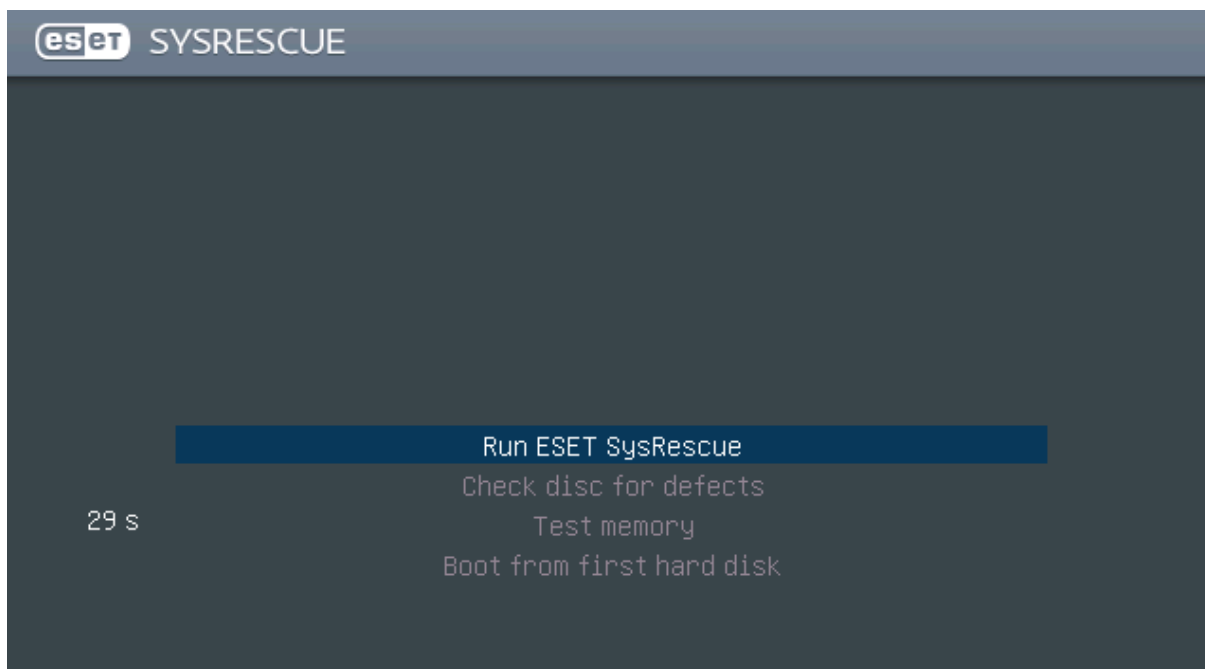 eset SYSRESCUE
Run ESET SysRescue
Check disc for defects
29 s
Test memory
Boot from first hard disk